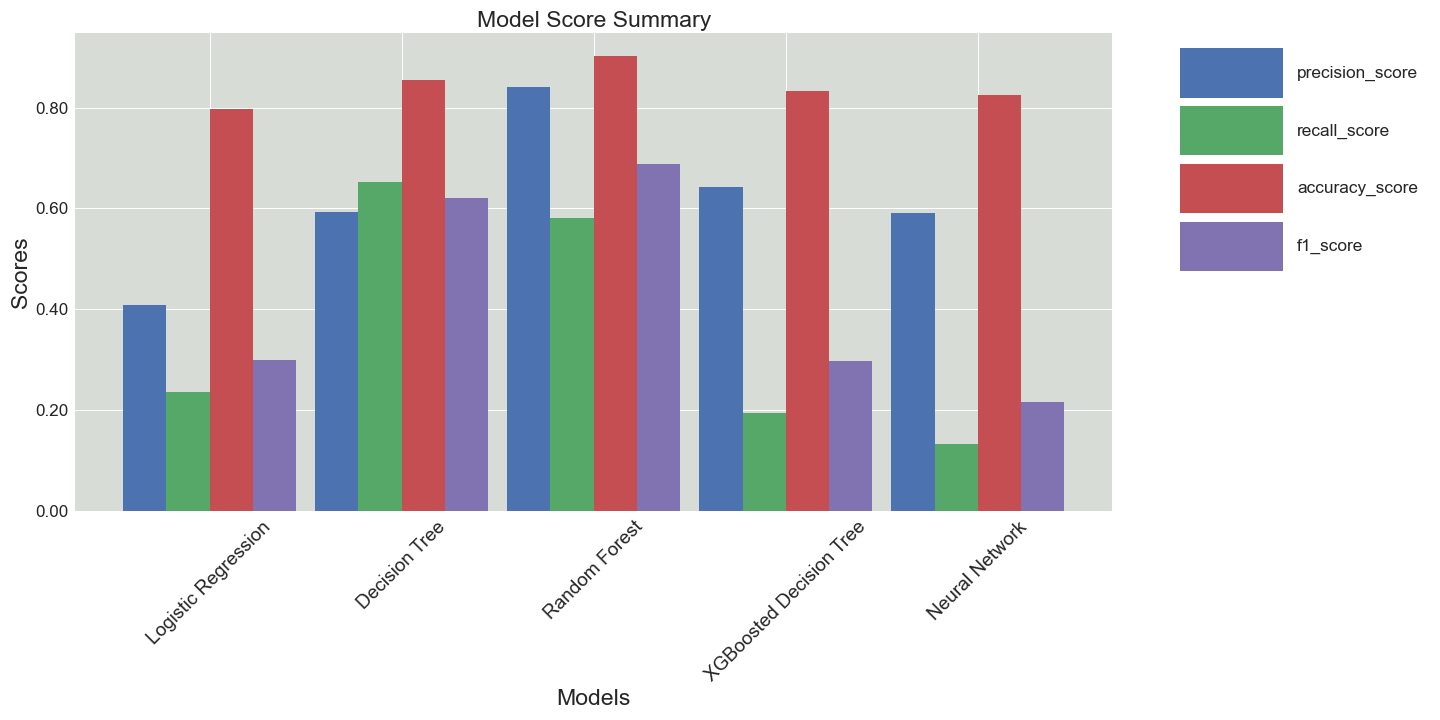 Model Score Summary
Scores
0.80
0.60
0.40
0.20
0.00
Logistic Regression
Decision Tree
Random Forest
XGBoosted Decision Tree
Neural Network
Models
precision_score
recall_score
accuracy_score
f1_score